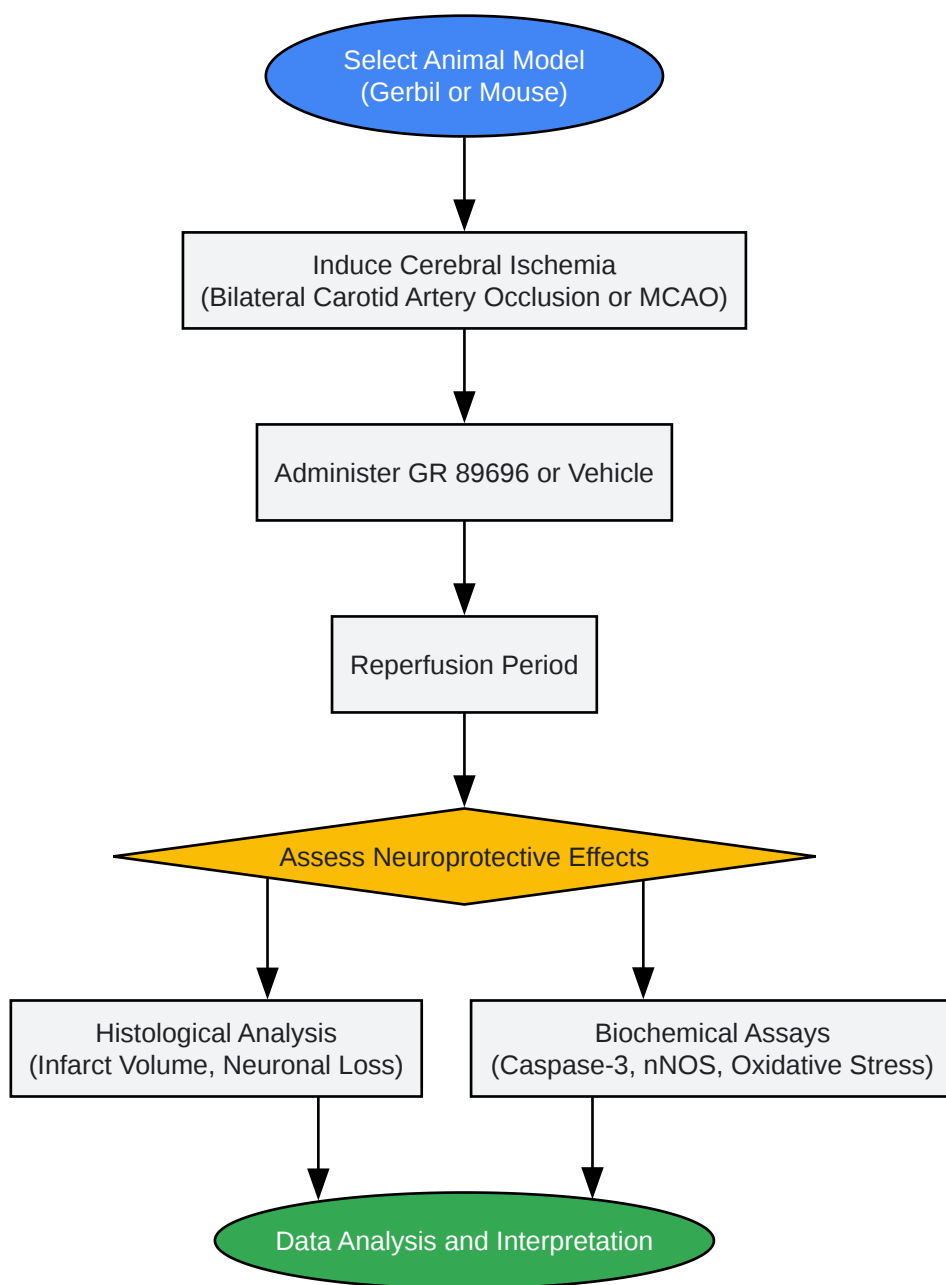 Select Animal Model
(Gerbil or Mouse)
Induce Cerebral Ischemia
(Bilateral Carotid Artery Occlusion or MCAO)
Administer GR 89696 or Vehicle
Reperfusion Period
Assess Neuroprotective Effects
Histological Analysis
(Infarct Volume, Neuronal Loss)
Biochemical Assays
(Caspase-3, nNOS, Oxidative Stress)
Data Analysis and Interpretation